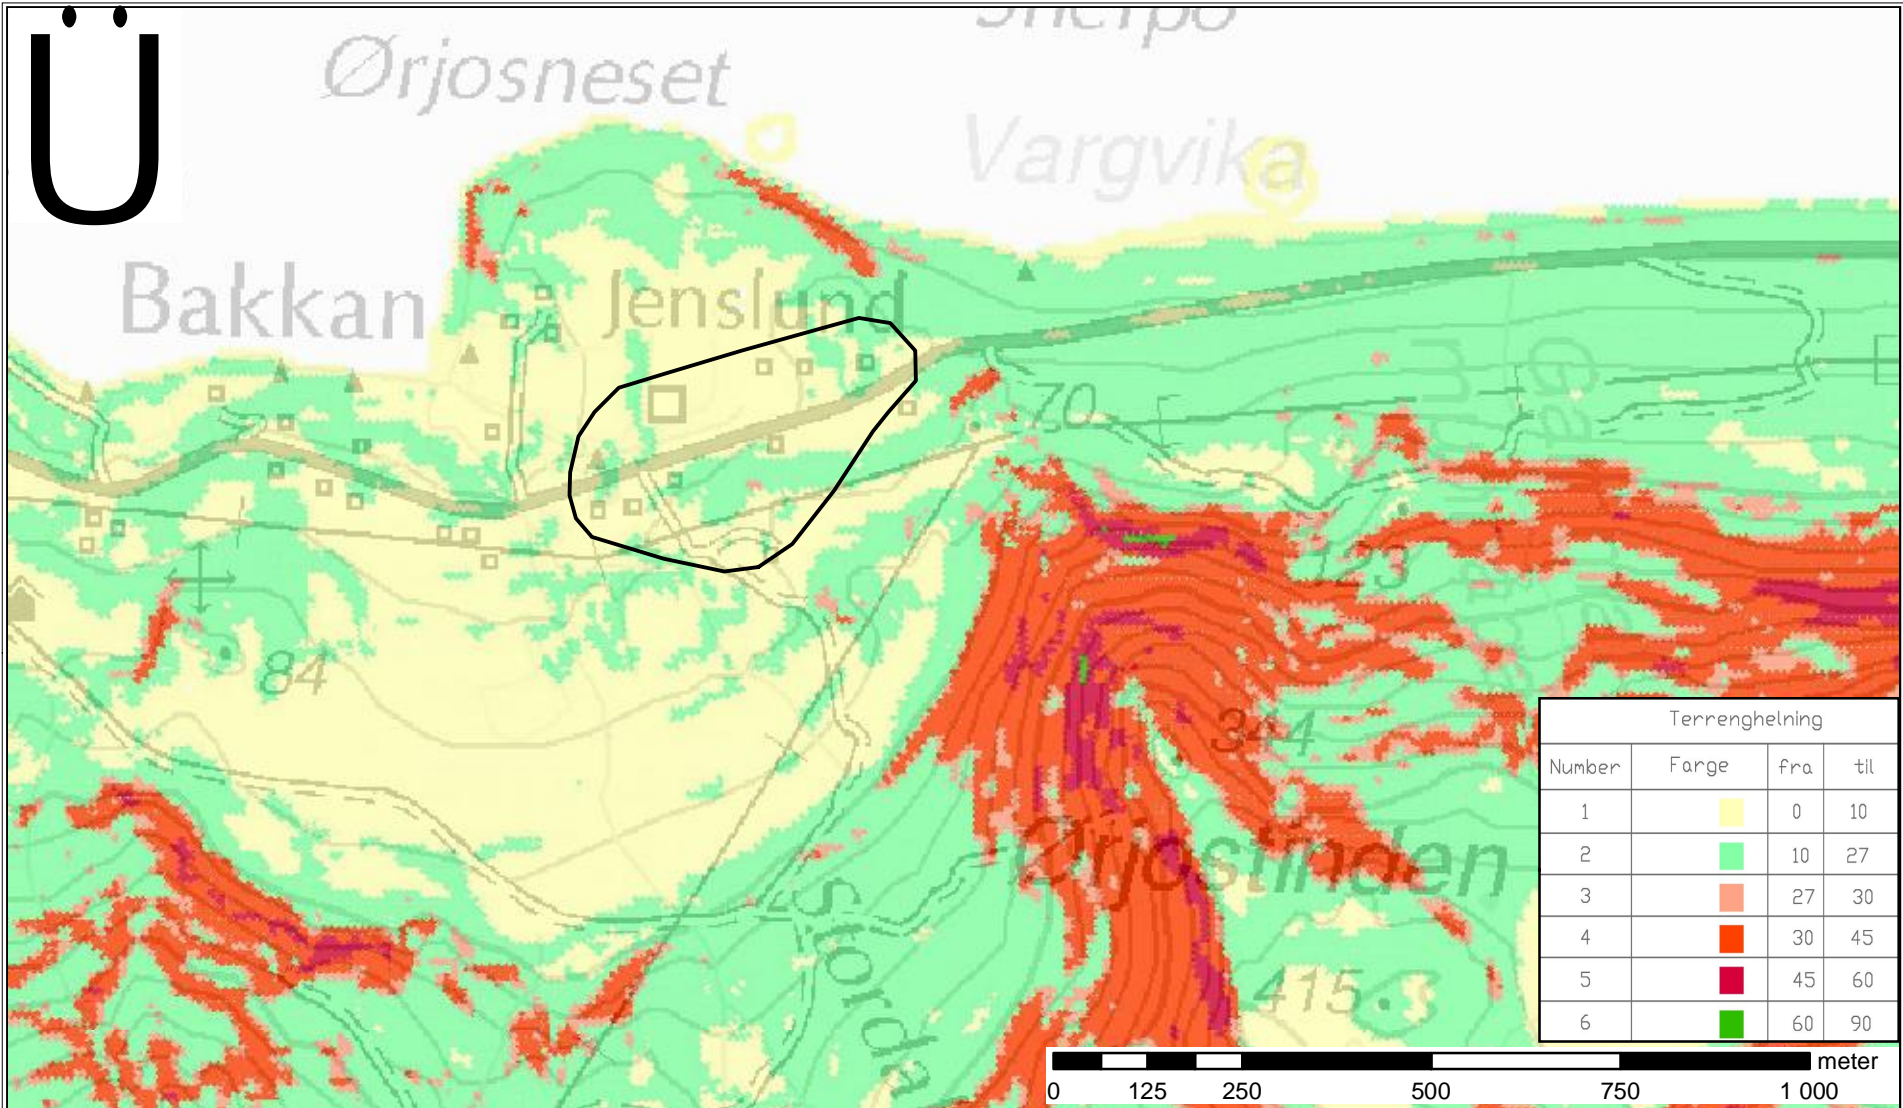 Ü
Ørjosneset
Vargvika
Bakkan
Jenslund
70
84
123
344
Ørjostinden
Sjorda
415
Terrenghelning
Number Farge fra til
1 0 10
2 10 27
3 27 30
4 30 45
5 45 60
6 60 90
meter
0 125 250 500 750 1 000